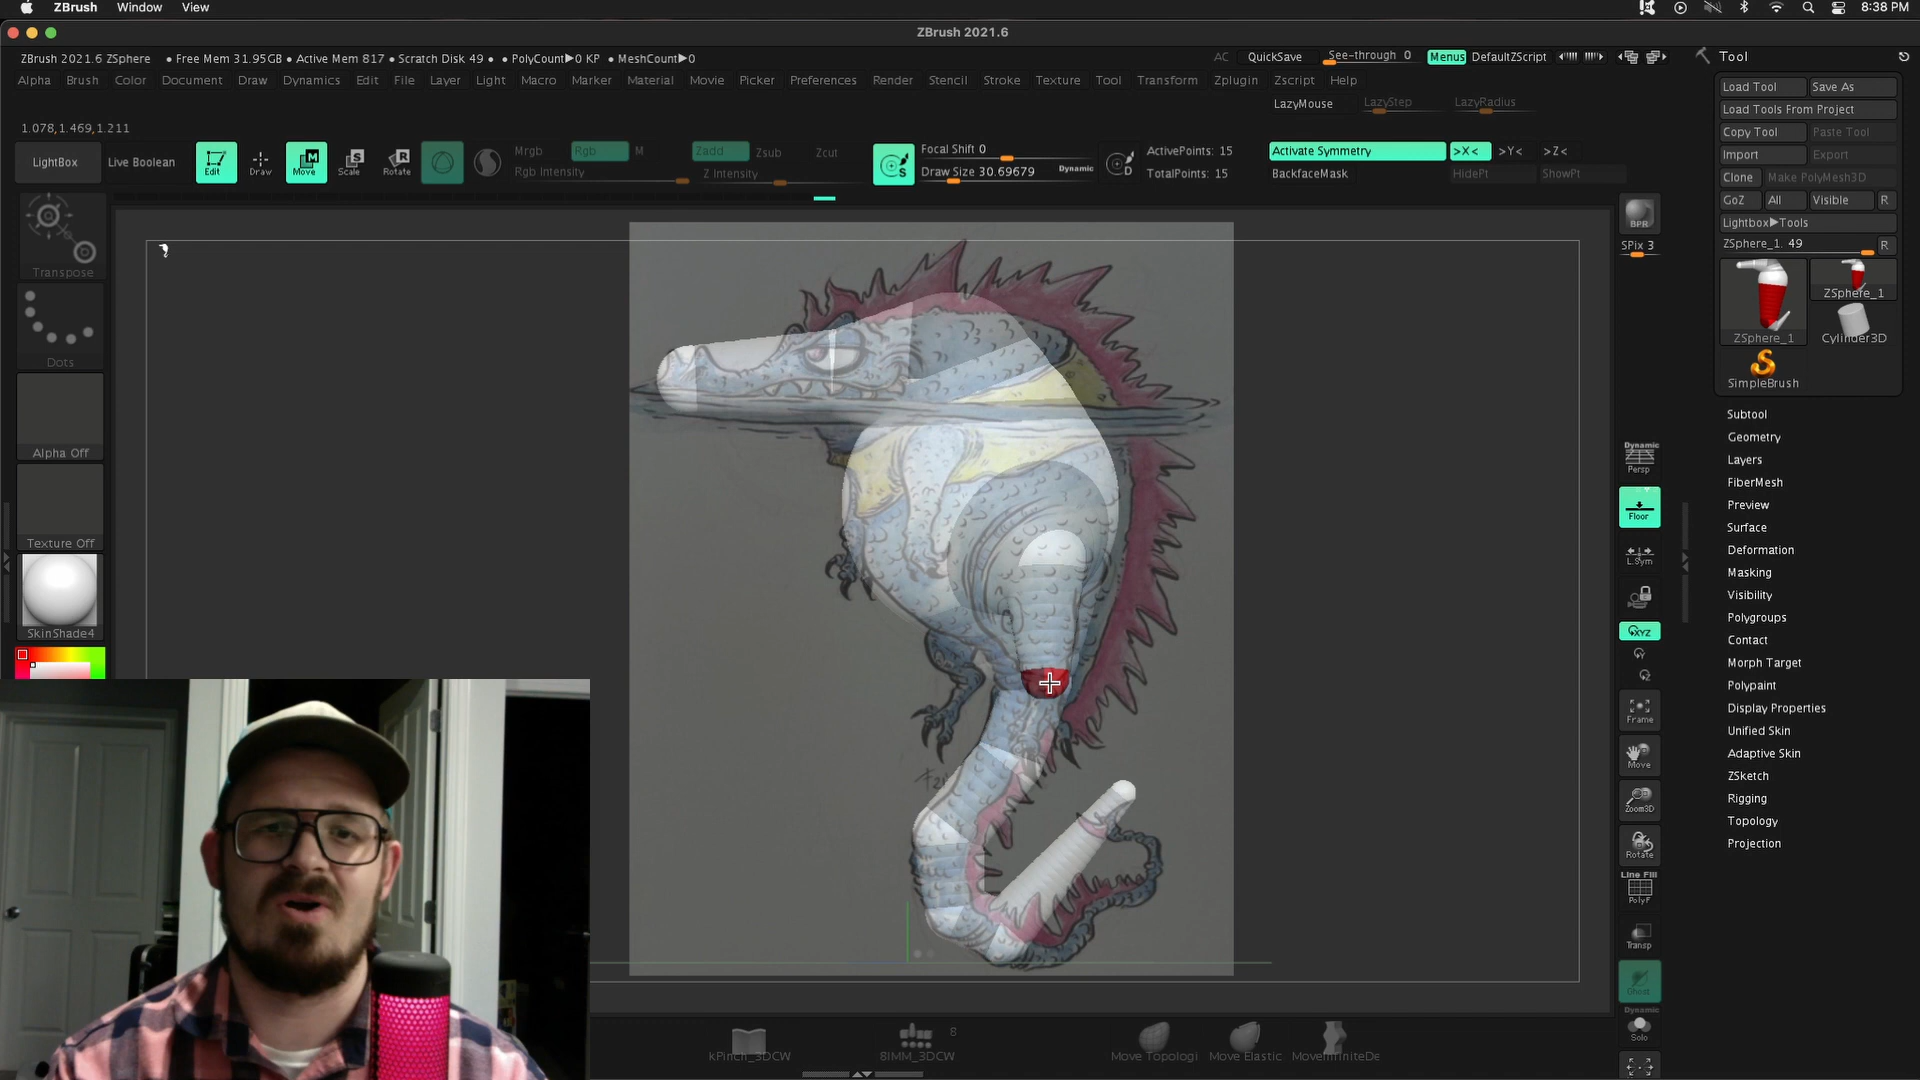 ZBrush Window View 8:38 PM
ZBrush 2021.6
ZBrush 2021.6 ZSphere • Free Mem 31.95GB • Active Mem 817 • Scratch Disk 49 • PolyCount▶0 KP • MeshCount▶0 AC QuickSave See-through 0 Menus DefaultZScript
Alpha Brush Color Document Draw Dynamics Edit File Layer Light Macro Marker Material Movie Picker Preferences Render Stencil Stroke Texture Tool Transform Zplugin Zscript Help
LazyMouse LazyStep LazyRadius
1.078,1.469,1.211
LightBox Live Boolean Edit Draw Move Scale Rotate
Mrgb Rgb M Zadd Zsub Zcut
Rgb Intensity Z Intensity
Focal Shift 0
Draw Size 30.69679 Dynamic
ActivePoints: 15
TotalPoints: 15
Activate Symmetry >X< >Y< >Z<
BackfaceMask HidePt ShowPt
Transpose
Dots
Alpha Off
Texture Off
SkinShade4
BPR
SPix 3
Dynamic
Persp
Floor
L.Sym
XYZ
Frame
Move
Zoom3D
Rotate
Line Fill
PolyF
Transp
Ghost
Dynamic
Solo
Tool
Load Tool Save As
Load Tools From Project
Copy Tool Paste Tool
Import Export
Clone Make PolyMesh3D
GoZ All Visible R
Lightbox▶Tools
ZSphere_1. 49 R
ZSphere_1
ZSphere_1 Cylinder3D
SimpleBrush
Subtool
Geometry
Layers
FiberMesh
Preview
Surface
Deformation
Masking
Visibility
Polygroups
Contact
Morph Target
Polypaint
Display Properties
Unified Skin
Adaptive Skin
ZSketch
Rigging
Topology
Projection
8
kPinch_3DCW 8IMM_3DCW Move Topologi Move Elastic MoveInfiniteDe